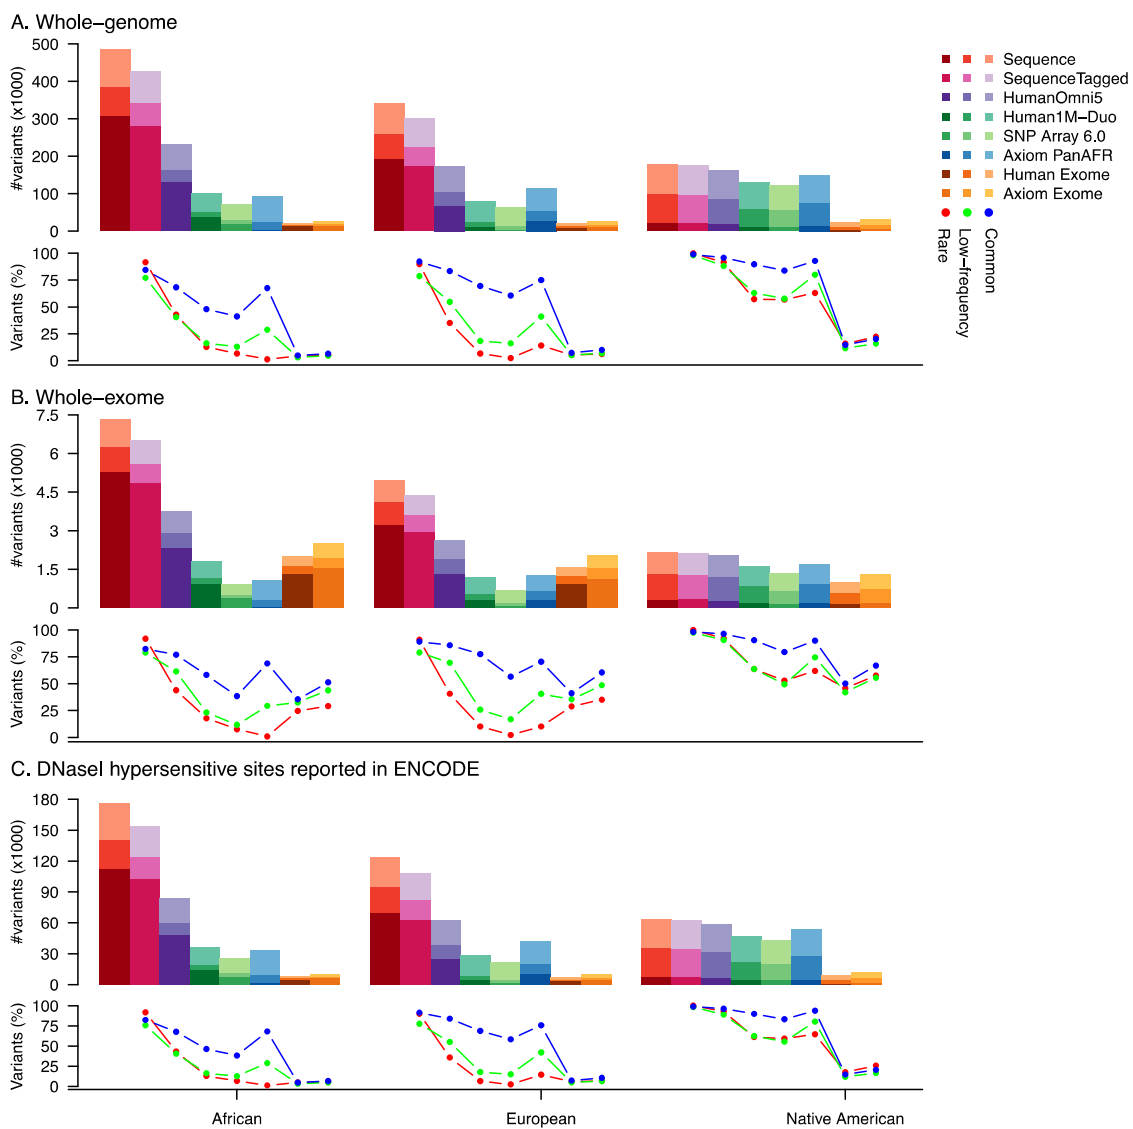 A. Whole−genome
500
400
300
200
100
0
#variants (x1000)
100
75
50
25
0
Variants (%)
Sequence
SequenceTagged
HumanOmni5
Human1M−Duo
SNP Array 6.0
Axiom PanAFR
Human Exome
Axiom Exome
Rare
Low−frequency
Common
B. Whole−exome
7.5
6
4.5
3
1.5
0
#variants (x1000)
100
75
50
25
0
Variants (%)
C. DNaseI hypersensitive sites reported in ENCODE
180
150
120
90
60
30
0
#variants (x1000)
100
75
50
25
0
Variants (%)
African European Native American